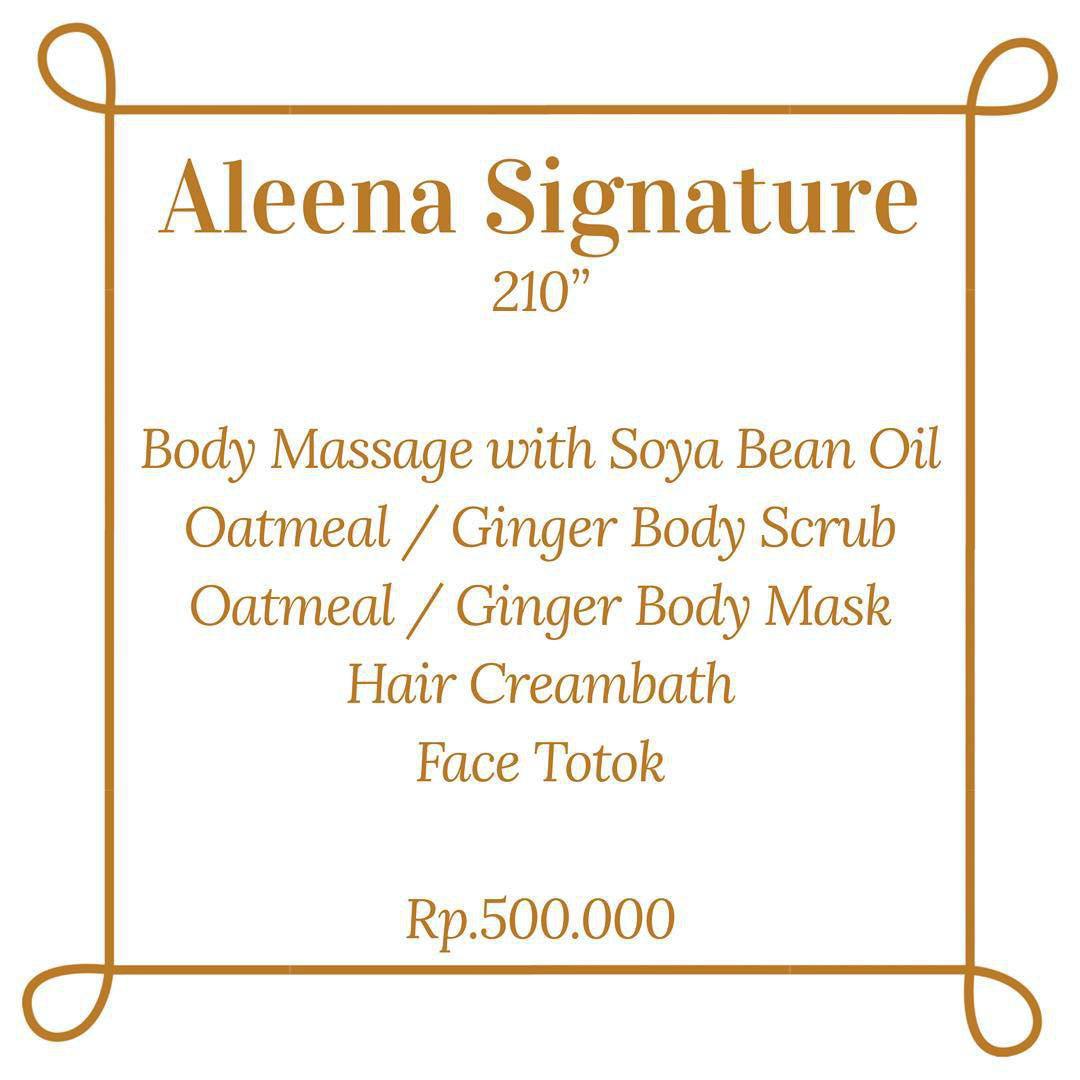 Aleena Signature
210”
Body Massage with Soya Bean Oil
Oatmeal / Ginger Body Scrub
Oatmeal / Ginger Body Mask
Hair Creambath
Face Totok
Rp.500.000